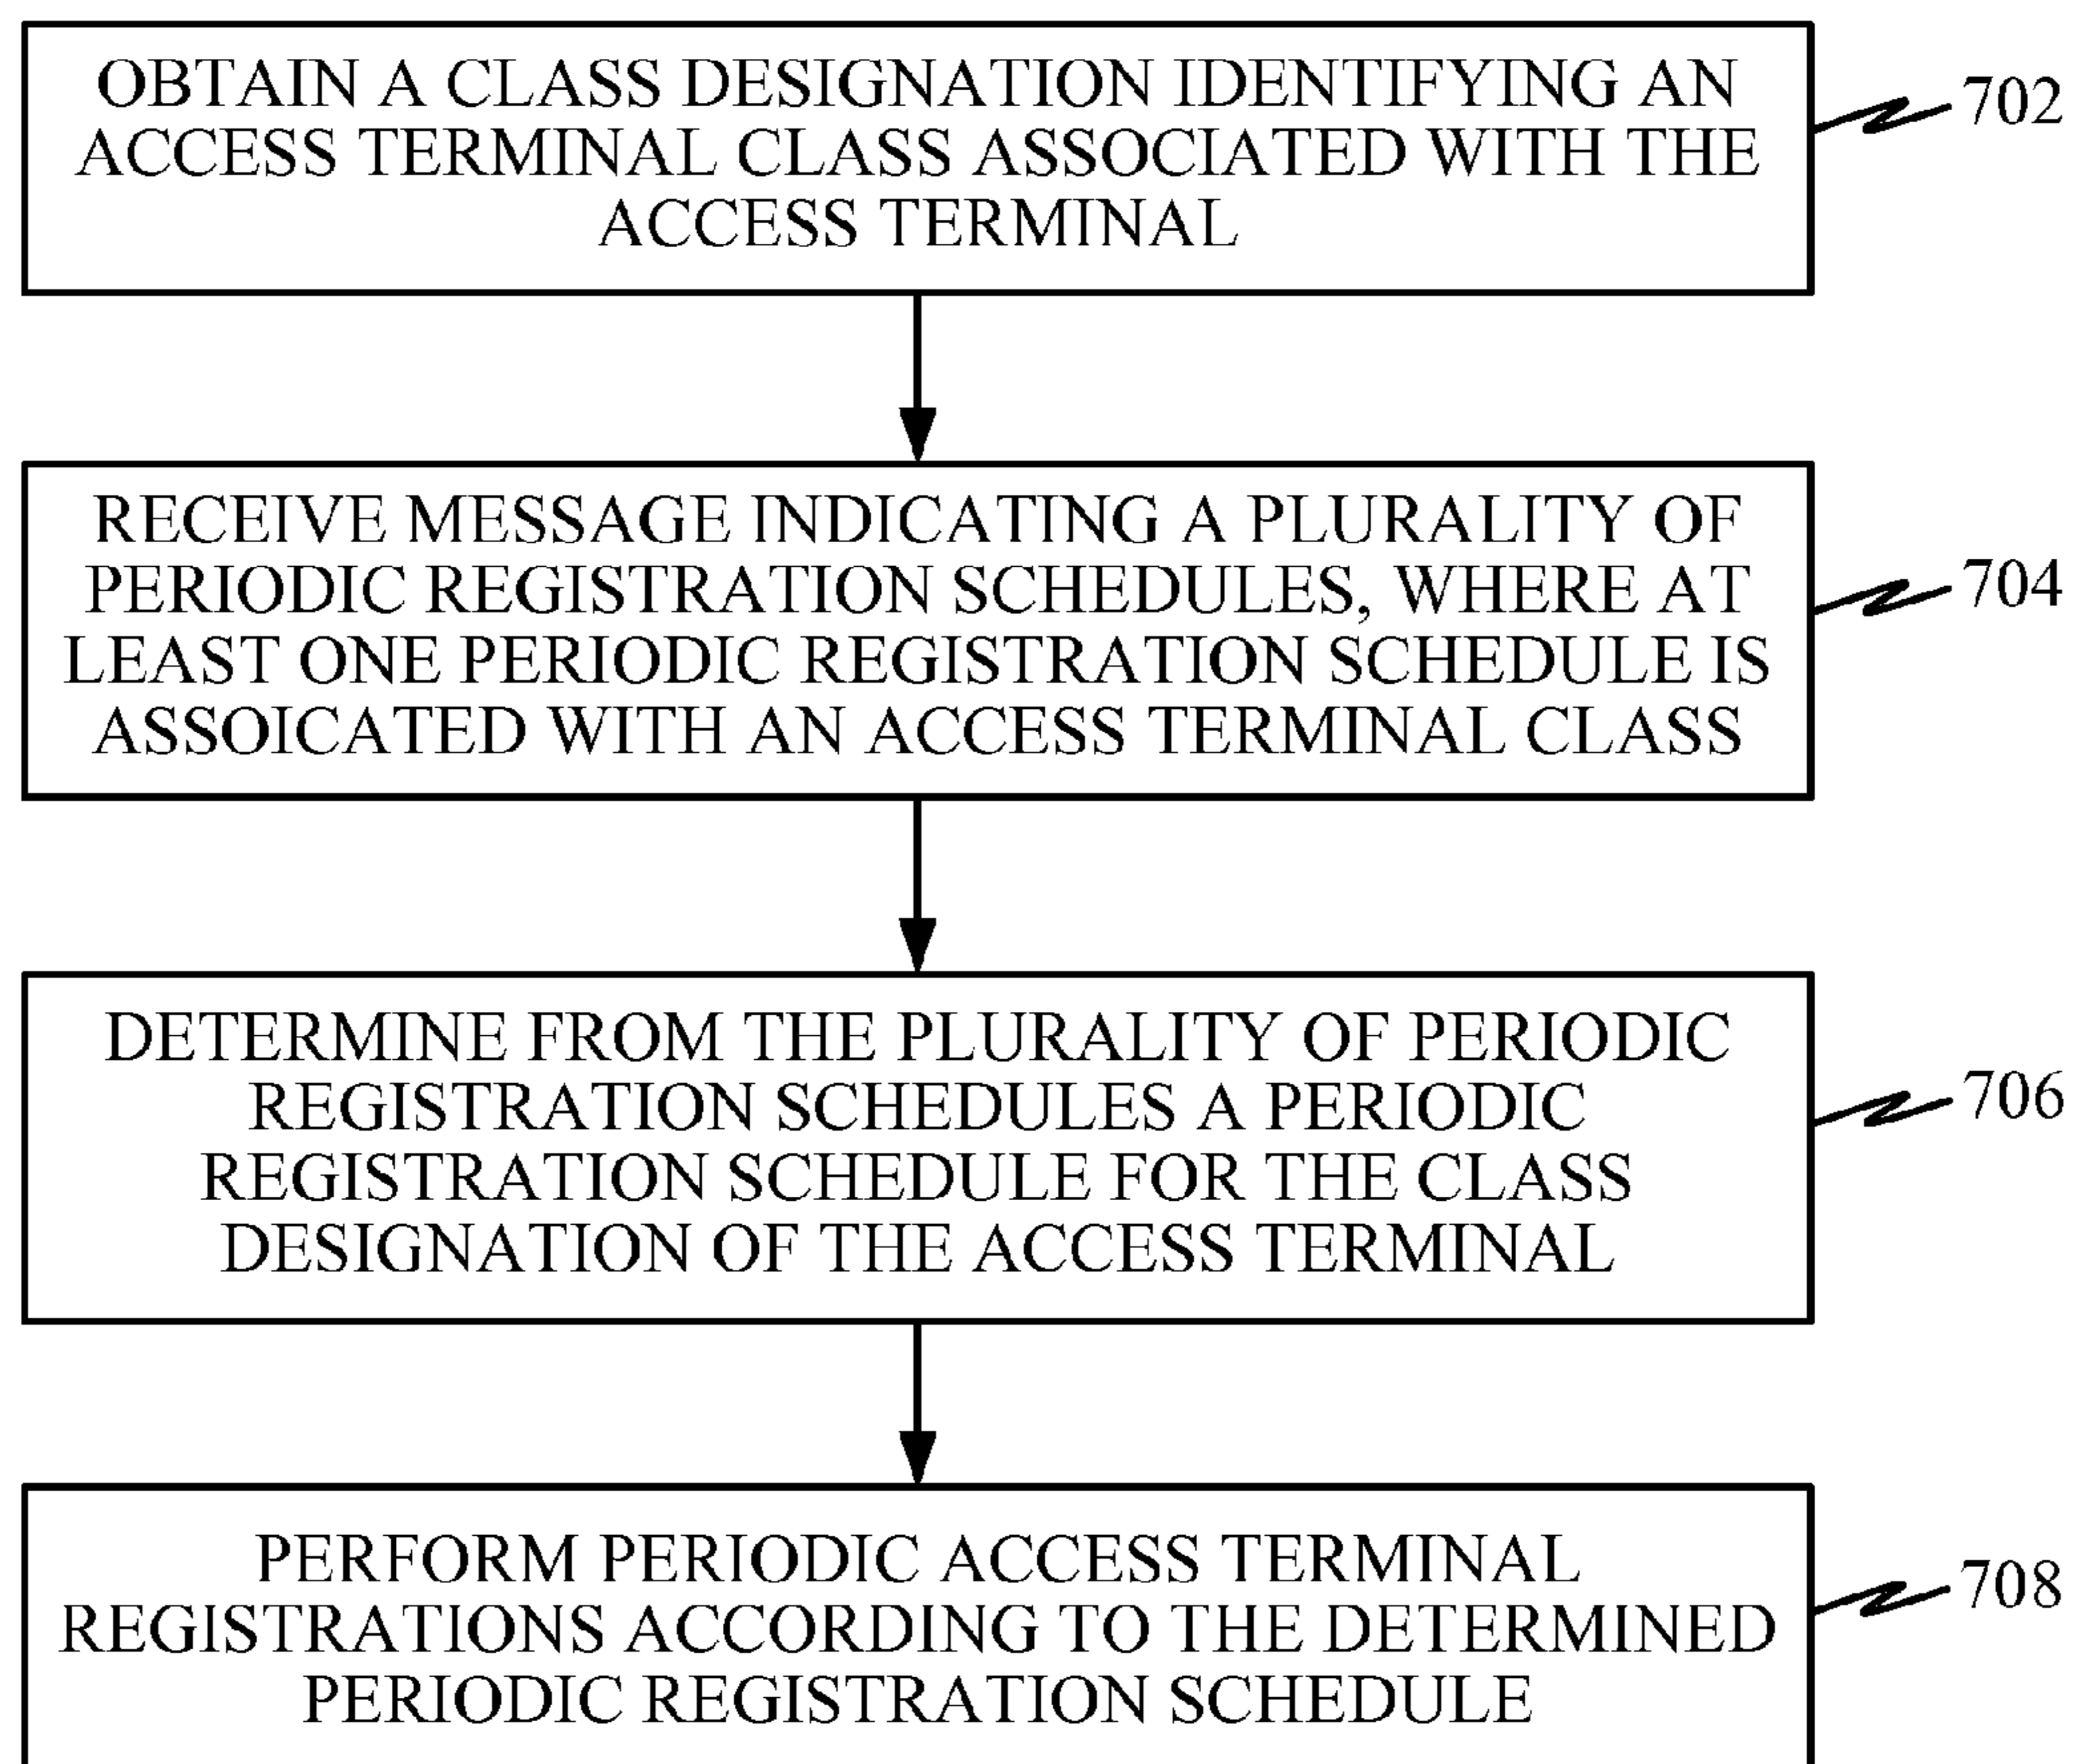 OBTAIN A CLASS DESIGNATION IDENTIFYING AN
ACCESS TERMINAL CLASS ASSOCIATED WITH THE
ACCESS TERMINAL
702
RECEIVE MESSAGE INDICATING A PLURALITY OF
PERIODIC REGISTRATION SCHEDULES, WHERE AT
LEAST ONE PERIODIC REGISTRATION SCHEDULE IS
ASSOICATED WITH AN ACCESS TERMINAL CLASS
704
DETERMINE FROM THE PLURALITY OF PERIODIC
REGISTRATION SCHEDULES A PERIODIC
REGISTRATION SCHEDULE FOR THE CLASS
DESIGNATION OF THE ACCESS TERMINAL
706
PERFORM PERIODIC ACCESS TERMINAL
REGISTRATIONS ACCORDING TO THE DETERMINED
PERIODIC REGISTRATION SCHEDULE
708